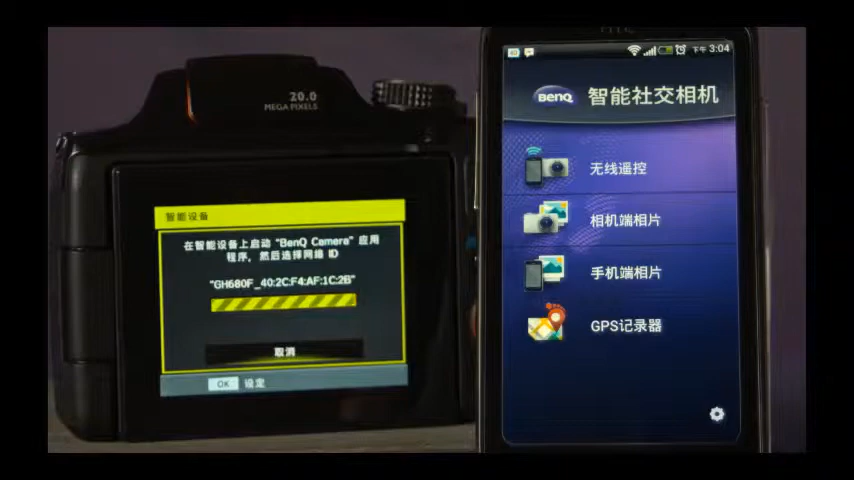 20.0
MEGA PIXELS
智能设备
在智能设备上启动 "BenQ Camera" 应用
程序，然后选择网络 ID
"GH680F_40:2C:F4:AF:1C:2B"
取消
OK 设定
下午 3:04
BenQ 智能社交相机
无线遥控
相机端相片
手机端相片
GPS记录器